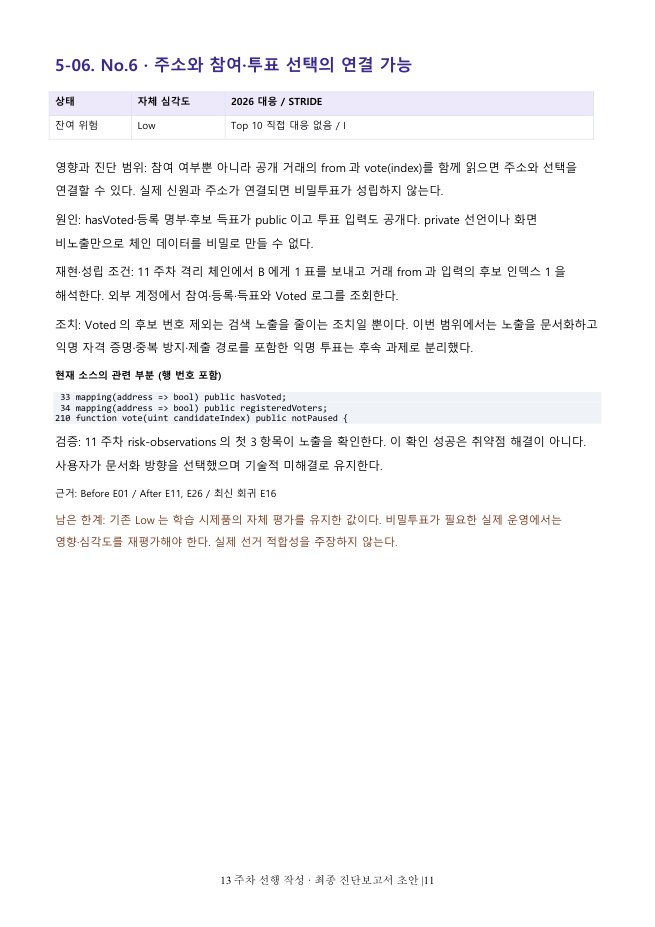 5-06. No.6 · 주소와 참여·투표 선택의 연결 가능
상태 자체 심각도 2026 대응 / STRIDE
잔여 위험 Low Top 10 직접 대응 없음 / I
영향과 진단 범위: 참여 여부뿐 아니라 공개 거래의 from 과 vote(index)를 함께 읽으면 주소와 선택을
연결할 수 있다. 실제 신원과 주소가 연결되면 비밀투표가 성립하지 않는다.
원인: hasVoted·등록 명부·후보 득표가 public 이고 투표 입력도 공개다. private 선언이나 화면
비노출만으로 체인 데이터를 비밀로 만들 수 없다.
재현·성립 조건: 11 주차 격리 체인에서 B 에게 1 표를 보내고 거래 from 과 입력의 후보 인덱스 1 을
해석한다. 외부 계정에서 참여·등록·득표와 Voted 로그를 조회한다.
조치: Voted 의 후보 번호 제외는 검색 노출을 줄이는 조치일 뿐이다. 이번 범위에서는 노출을 문서화하고
익명 자격 증명·중복 방지·제출 경로를 포함한 익명 투표는 후속 과제로 분리했다.
현재 소스의 관련 부분 (행 번호 포함)
33 mapping(address => bool) public hasVoted;
34 mapping(address => bool) public registeredVoters;
210 function vote(uint candidateIndex) public notPaused {
검증: 11 주차 risk-observations 의 첫 3 항목이 노출을 확인한다. 이 확인 성공은 취약점 해결이 아니다.
사용자가 문서화 방향을 선택했으며 기술적 미해결로 유지한다.
근거: Before E01 / After E11, E26 / 최신 회귀 E16
남은 한계: 기존 Low 는 학습 시제품의 자체 평가를 유지한 값이다. 비밀투표가 필요한 실제 운영에서는
영향·심각도를 재평가해야 한다. 실제 선거 적합성을 주장하지 않는다.
13 주차 선행 작성 · 최종 진단보고서 초안 |11